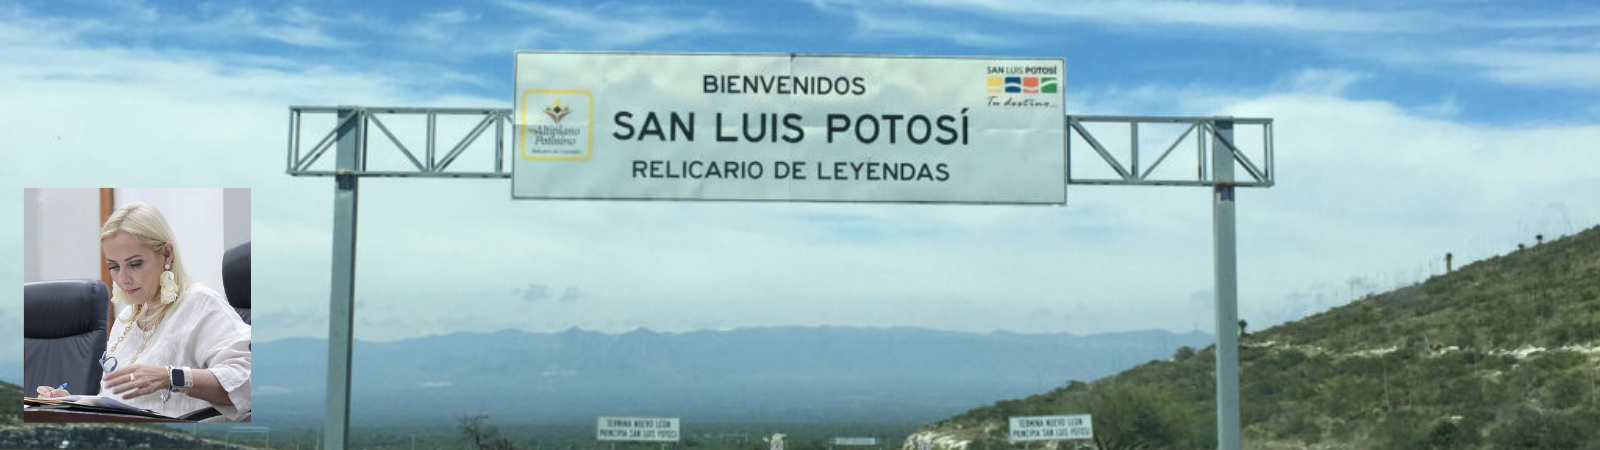 BIENVENIDOS
SAN LUIS POTOSÍ
RELICARIO DE LEYENDAS
Altiplano
Potosino
SAN LUIS POTOSÍ
Tu destino...
TERMINA NUEVO LEON
PRINCIPIA SAN LUIS POTOSI
TERMINA NUEVO LEON
PRINCIPIA SAN LUIS POTOSI